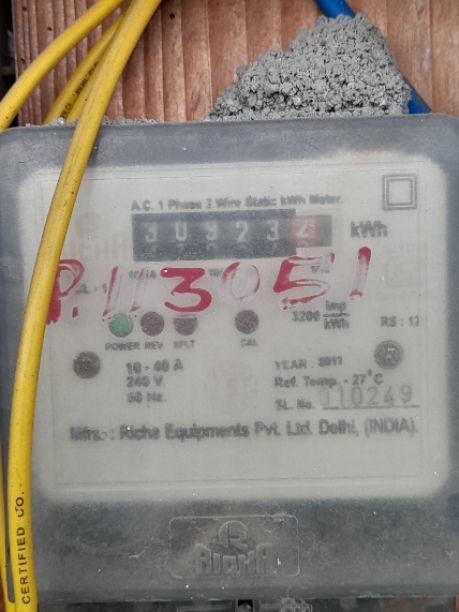 A.C. 1 Phase 2 Wire Static kWh Meter.
309234 kWh
P.113051
3200 imp/kWh
POWER REV. SPLT CAL
RS : 12
10 - 40 A
240 V
50 Hz.
YEAR : 2011
Ref. Temp. - 27°C
SL. No. 010249
Mfrs. : Richa Equipments Pvt. Ltd. Delhi, (INDIA).
RICHA
CERTIFIED CO.